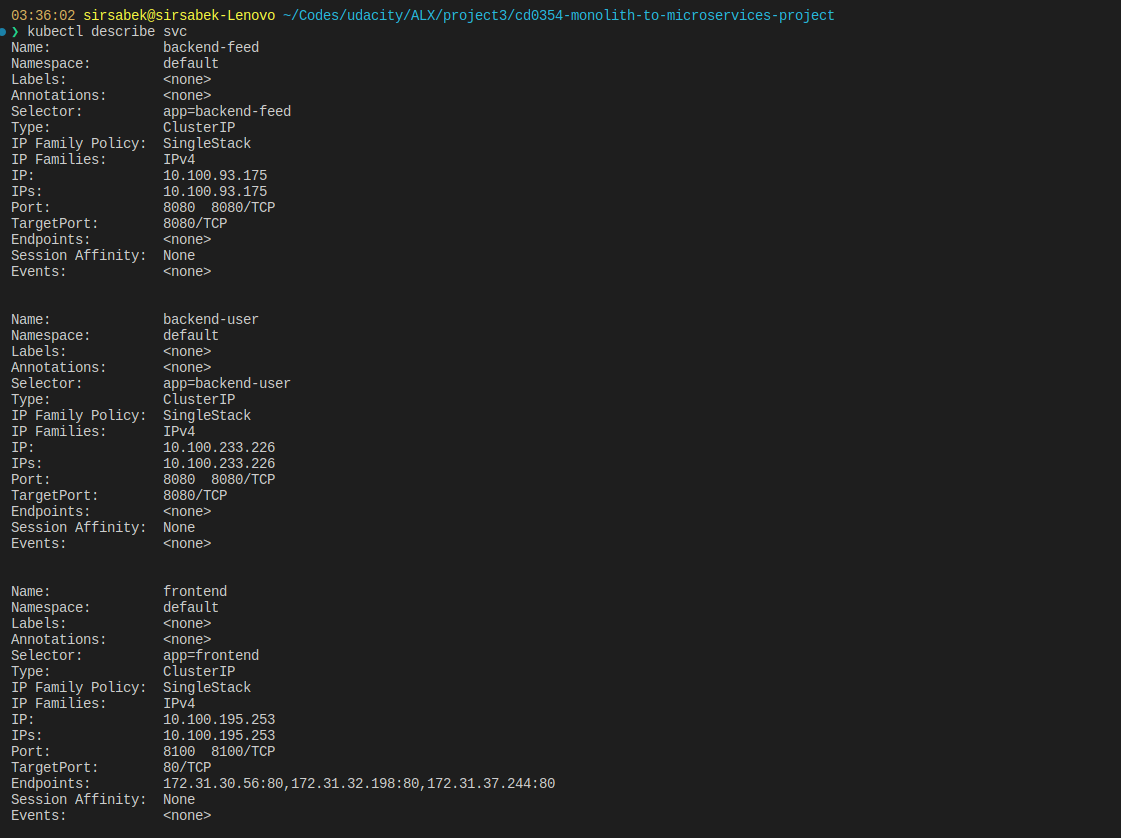 03:36:02 sirsabek@sirsabek-Lenovo ~/Codes/udacity/ALX/project3/cd0354-monolith-to-microservices-project
❯ kubectl describe svc
Name:              backend-feed
Namespace:         default
Labels:            <none>
Annotations:       <none>
Selector:          app=backend-feed
Type:              ClusterIP
IP Family Policy:  SingleStack
IP Families:       IPv4
IP:                10.100.93.175
IPs:               10.100.93.175
Port:              8080  8080/TCP
TargetPort:        8080/TCP
Endpoints:         <none>
Session Affinity:  None
Events:            <none>

Name:              backend-user
Namespace:         default
Labels:            <none>
Annotations:       <none>
Selector:          app=backend-user
Type:              ClusterIP
IP Family Policy:  SingleStack
IP Families:       IPv4
IP:                10.100.233.226
IPs:               10.100.233.226
Port:              8080  8080/TCP
TargetPort:        8080/TCP
Endpoints:         <none>
Session Affinity:  None
Events:            <none>

Name:              frontend
Namespace:         default
Labels:            <none>
Annotations:       <none>
Selector:          app=frontend
Type:              ClusterIP
IP Family Policy:  SingleStack
IP Families:       IPv4
IP:                10.100.195.253
IPs:               10.100.195.253
Port:              8100  8100/TCP
TargetPort:        80/TCP
Endpoints:         172.31.30.56:80,172.31.32.198:80,172.31.37.244:80
Session Affinity:  None
Events:            <none>